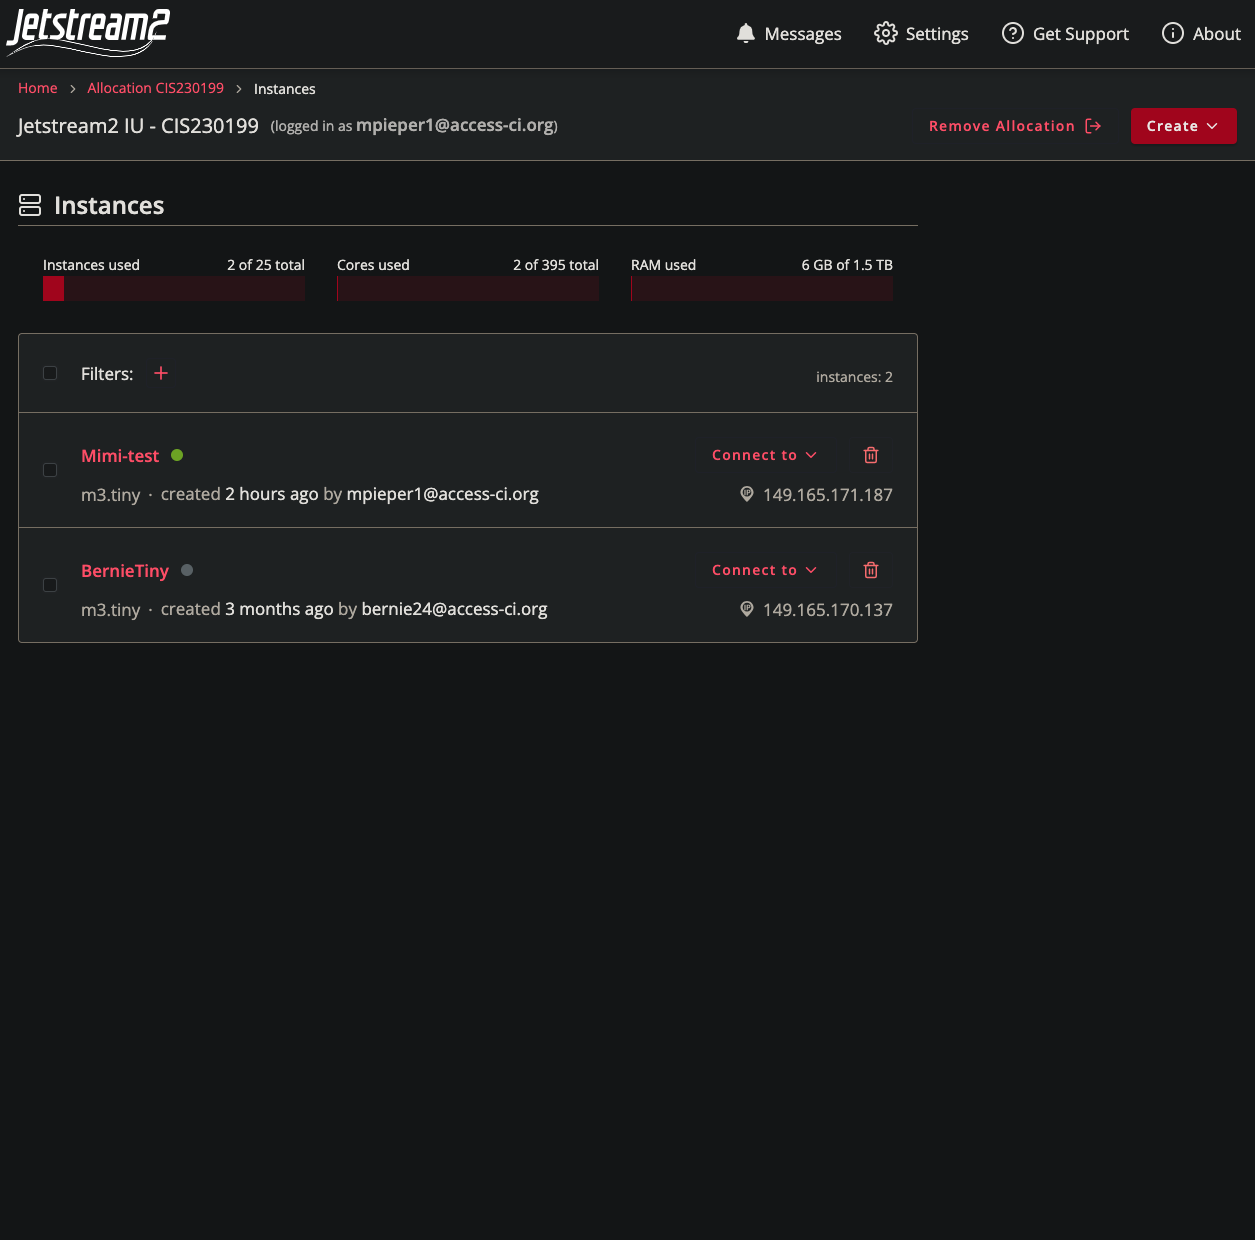 Jetstream2
Messages
Settings
Get Support
About
Home > Allocation CIS230199 > Instances
Jetstream2 IU - CIS230199 (logged in as mpieper1@access-ci.org)
Remove Allocation
Create
Instances
Instances used 2 of 25 total
Cores used 2 of 395 total
RAM used 6 GB of 1.5 TB
Filters: +
instances: 2
Mimi-test
Connect to
m3.tiny · created 2 hours ago by mpieper1@access-ci.org
IP 149.165.171.187
BernieTiny
Connect to
m3.tiny · created 3 months ago by bernie24@access-ci.org
IP 149.165.170.137